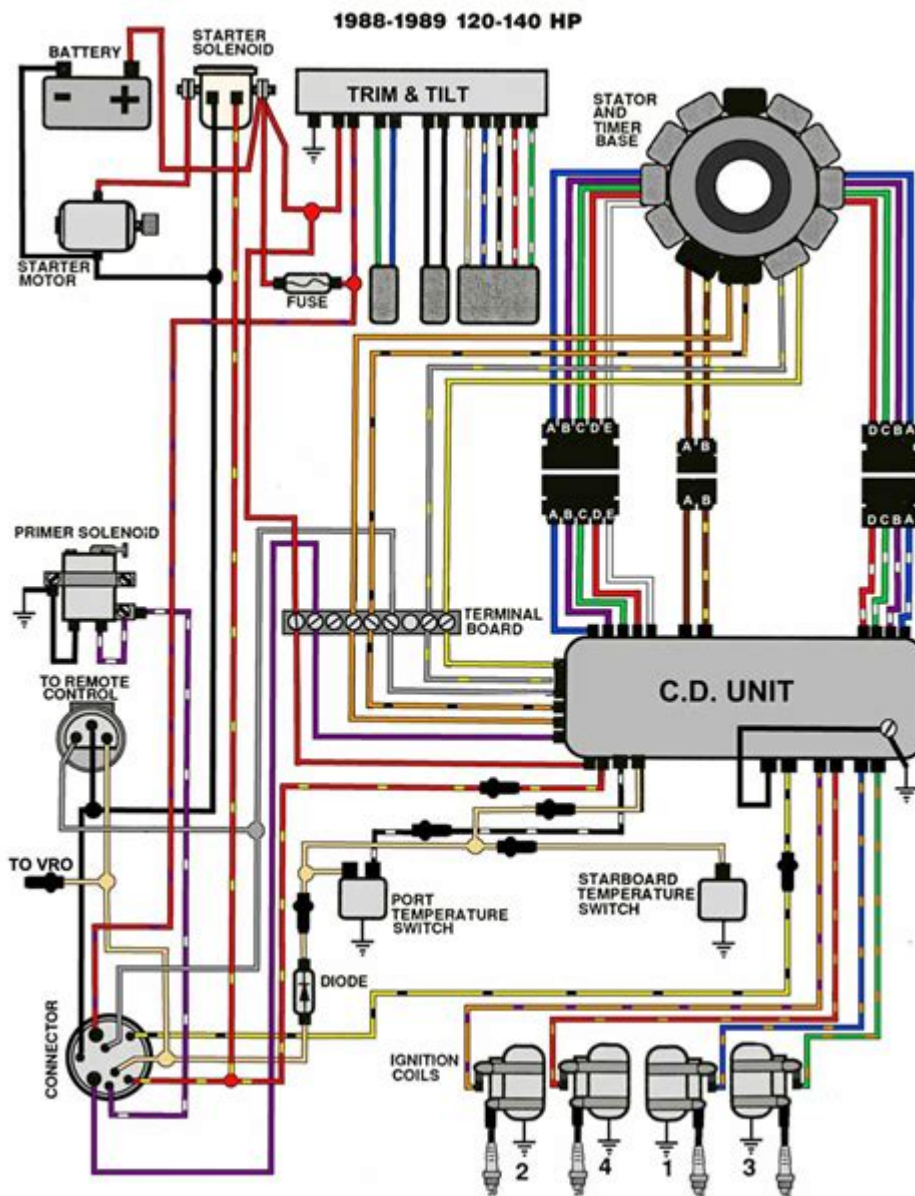 1988-1989 120-140 HP
BATTERY
STARTER
SOLENOID
TRIM & TILT
STATOR
AND
TIMER
BASE
STARTER
MOTOR
FUSE
A B C D E
A B
D C B A
A B C D E
A B
D C B A
PRIMER SOLENOID
TERMINAL
BOARD
TO REMOTE
CONTROL
C.D. UNIT
TO VRO
PORT
TEMPERATURE
SWITCH
STARBOARD
TEMPERATURE
SWITCH
DIODE
CONNECTOR
IGNITION
COILS
2 4 1 3